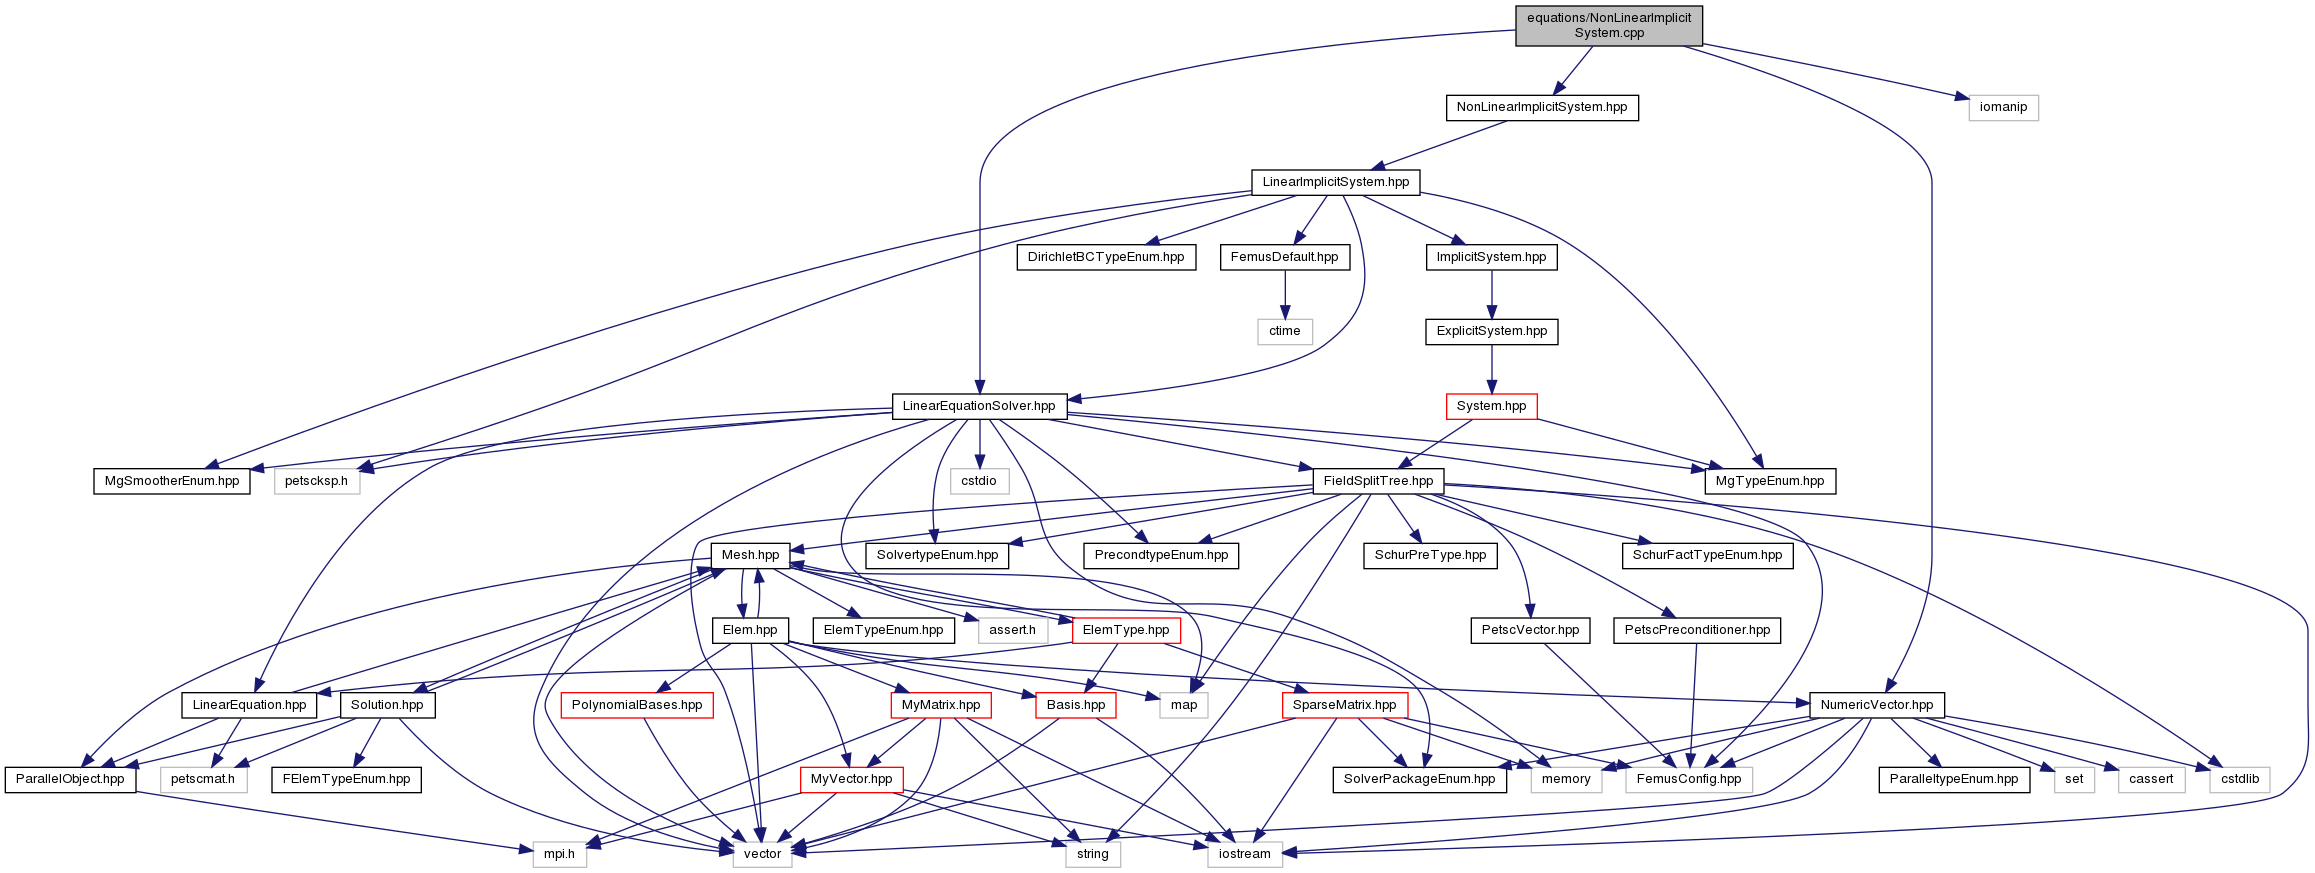 equations/NonLinearImplicit
System.cpp
NonLinearImplicitSystem.hpp
iomanip
LinearImplicitSystem.hpp
DirichletBCTypeEnum.hpp
FemusDefault.hpp
ImplicitSystem.hpp
ctime
ExplicitSystem.hpp
LinearEquationSolver.hpp
System.hpp
MgSmootherEnum.hpp
petscksp.h
cstdio
FieldSplitTree.hpp
MgTypeEnum.hpp
Mesh.hpp
SolvertypeEnum.hpp
PrecondtypeEnum.hpp
SchurPreType.hpp
SchurFactTypeEnum.hpp
Elem.hpp
ElemTypeEnum.hpp
assert.h
ElemType.hpp
PetscVector.hpp
PetscPreconditioner.hpp
LinearEquation.hpp
Solution.hpp
PolynomialBases.hpp
MyMatrix.hpp
Basis.hpp
map
SparseMatrix.hpp
NumericVector.hpp
ParallelObject.hpp
petscmat.h
FElemTypeEnum.hpp
MyVector.hpp
SolverPackageEnum.hpp
memory
FemusConfig.hpp
ParalleltypeEnum.hpp
set
cassert
cstdlib
mpi.h
vector
string
iostream